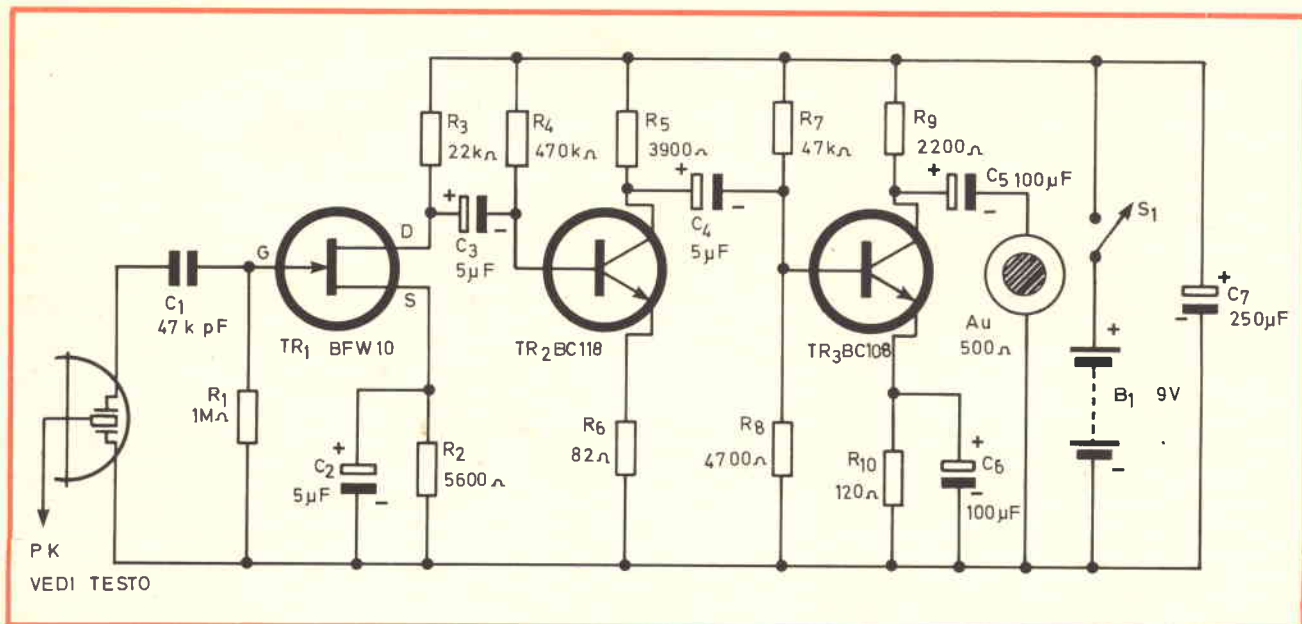 R3
22kΩ
R4
470kΩ
R5
3900Ω
R7
47kΩ
R9
2200Ω
+
C5 100µF
-
S1
+
C3
5µF
-
+
C4
5µF
-
G
D
S
C1
47k pF
TR1 BFW10
TR2 BC118
TR3 BC108
Au
500Ω
+
B1 9V
-
+
C7
250µF
-
R1
1MΩ
+
C2
5µF
-
R2
5600Ω
R6
82Ω
R8
4700Ω
R10
120Ω
+
C6
100µF
-
PK
VEDI TESTO